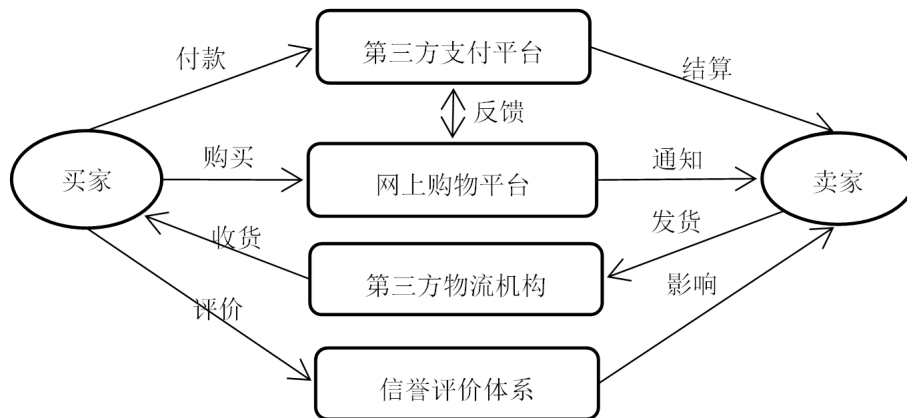 付款
第三方支付平台
结算
反馈
买家
购买
网上购物平台
通知
卖家
收货
第三方物流机构
发货
评价
信誉评价体系
影响